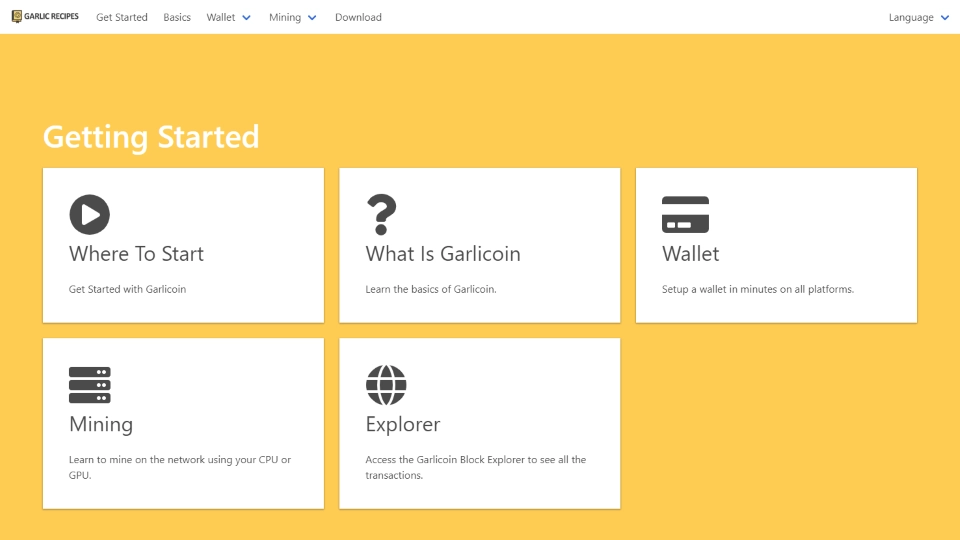 GARLIC RECIPES Get Started Basics Wallet Mining Download Language
Getting Started
Where To Start
Get Started with Garlicoin
What Is Garlicoin
Learn the basics of Garlicoin.
Wallet
Setup a wallet in minutes on all platforms.
Mining
Learn to mine on the network using your CPU or
GPU.
Explorer
Access the Garlicoin Block Explorer to see all the
transactions.